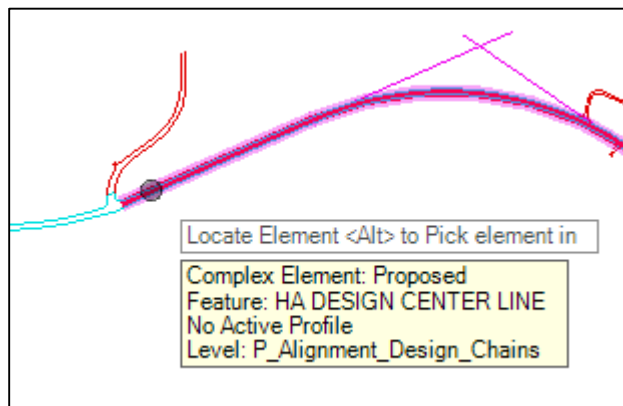 Locate Element <Alt> to Pick element in
Complex Element: Proposed
Feature: HA DESIGN CENTER LINE
No Active Profile
Level: P_Alignment_Design_Chains